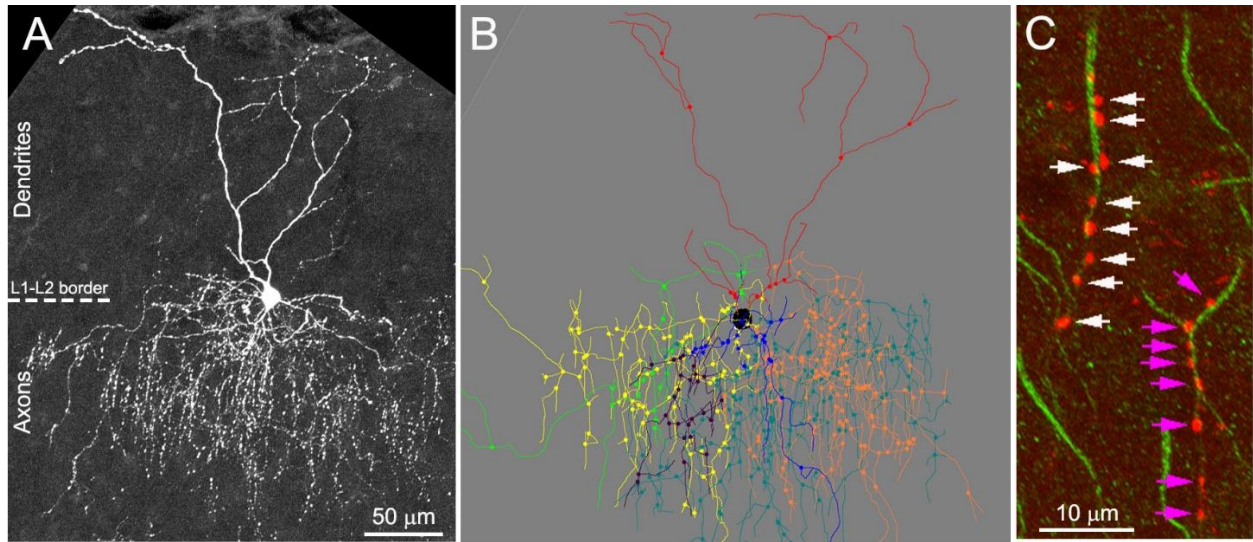 A
B
C
Dendrites
L1-L2 border
Axons
50 μm
10 μm